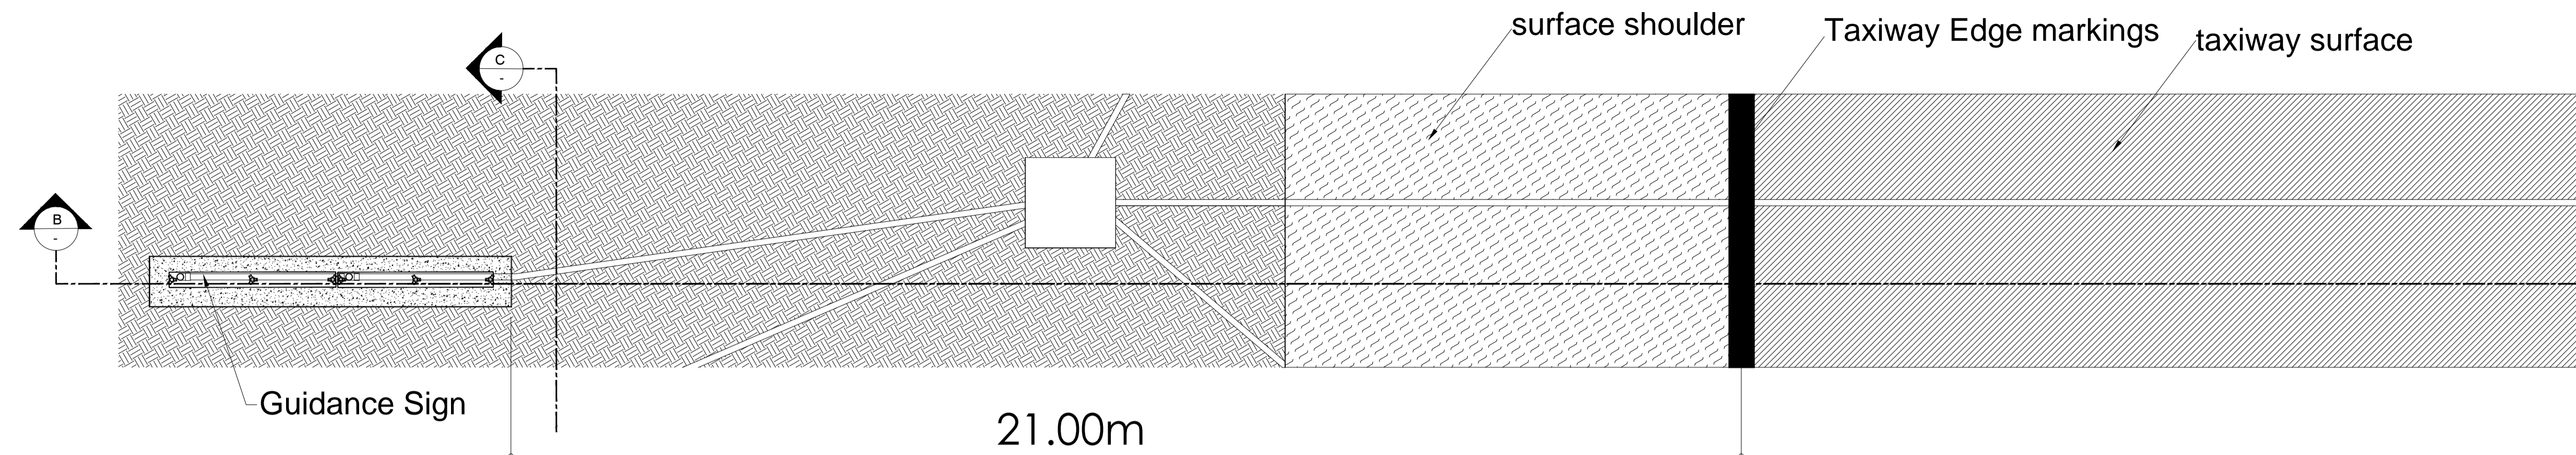 surface shoulder
Taxiway Edge markings
taxiway surface
C
-
B
-
Guidance Sign
21.00m